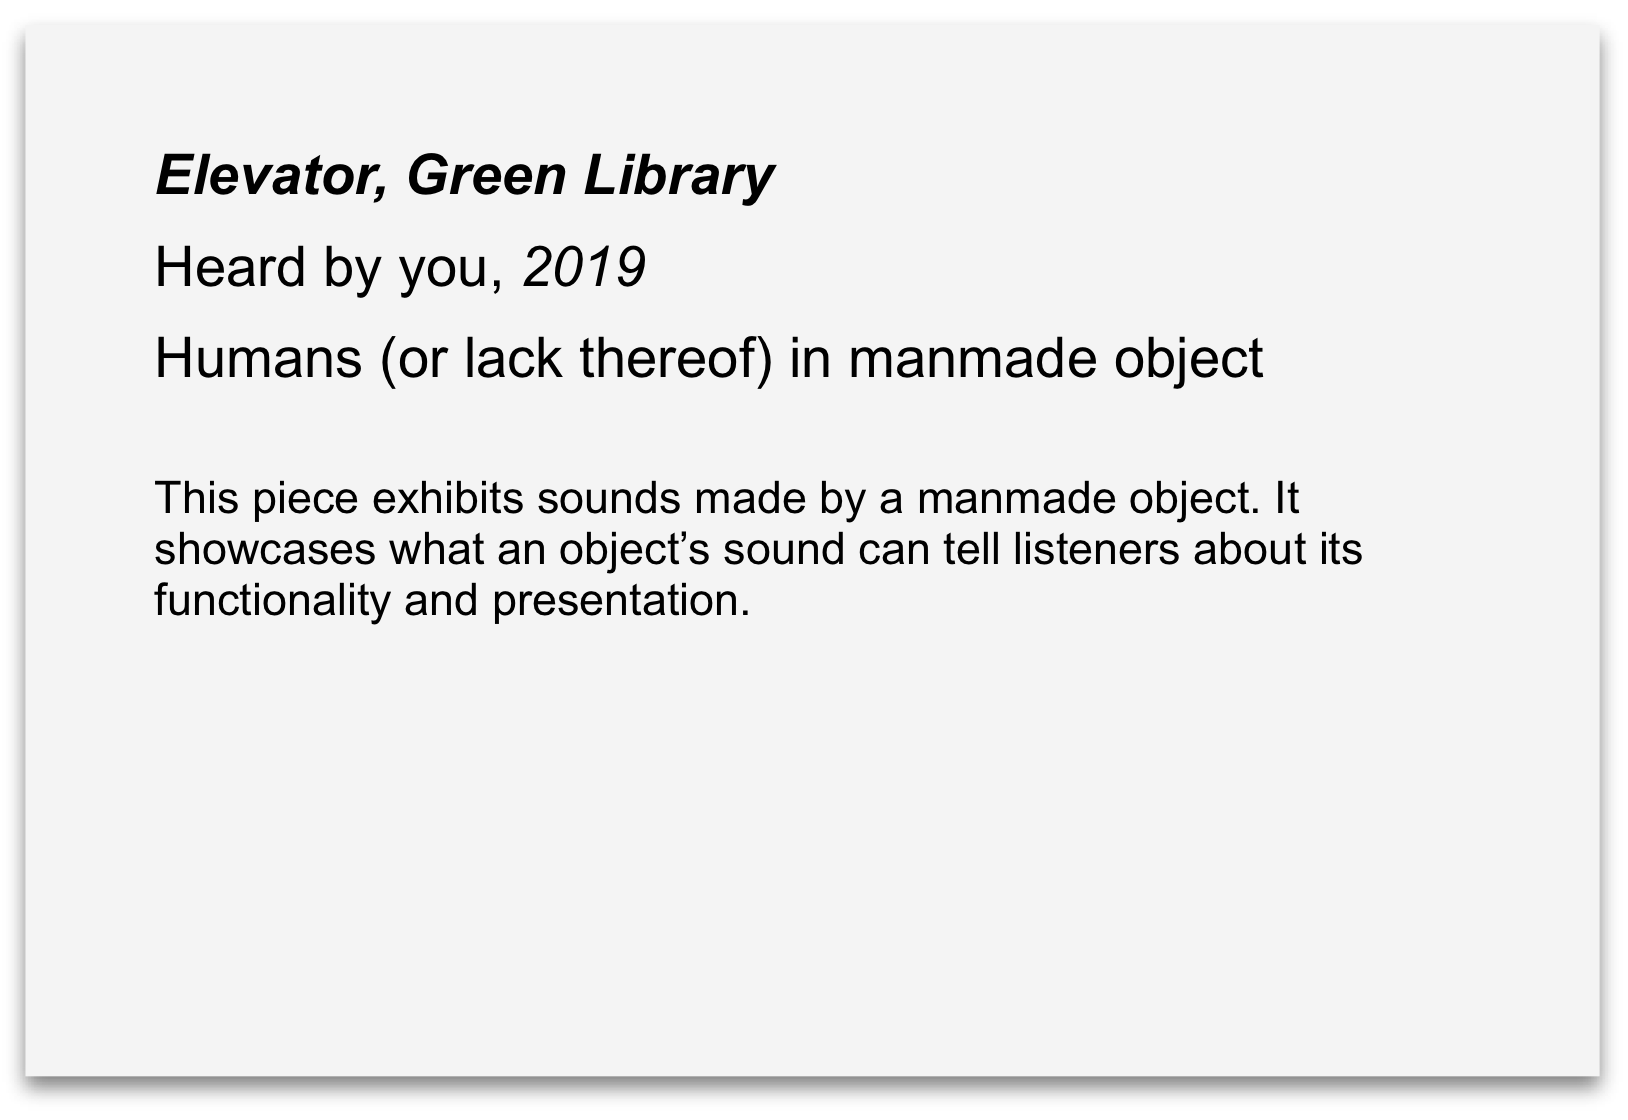 Elevator, Green Library
Heard by you, 2019
Humans (or lack thereof) in manmade object
This piece exhibits sounds made by a manmade object. It
showcases what an object’s sound can tell listeners about its
functionality and presentation.